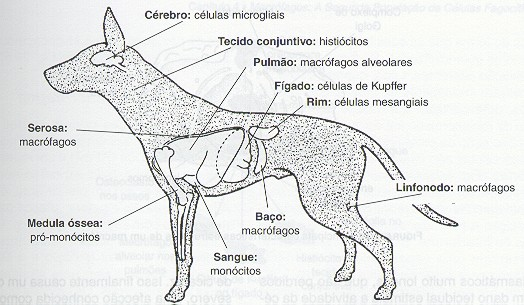 Cérebro: células microgliais
Tecido conjuntivo: histiócitos
Pulmão: macrófagos alveolares
Fígado: células de Kupffer
Rim: células mesangiais
Serosa:
macrófagos
Linfonodo: macrófagos
Medula óssea:
pró-monócitos
Baço:
macrófagos
Sangue:
monócitos